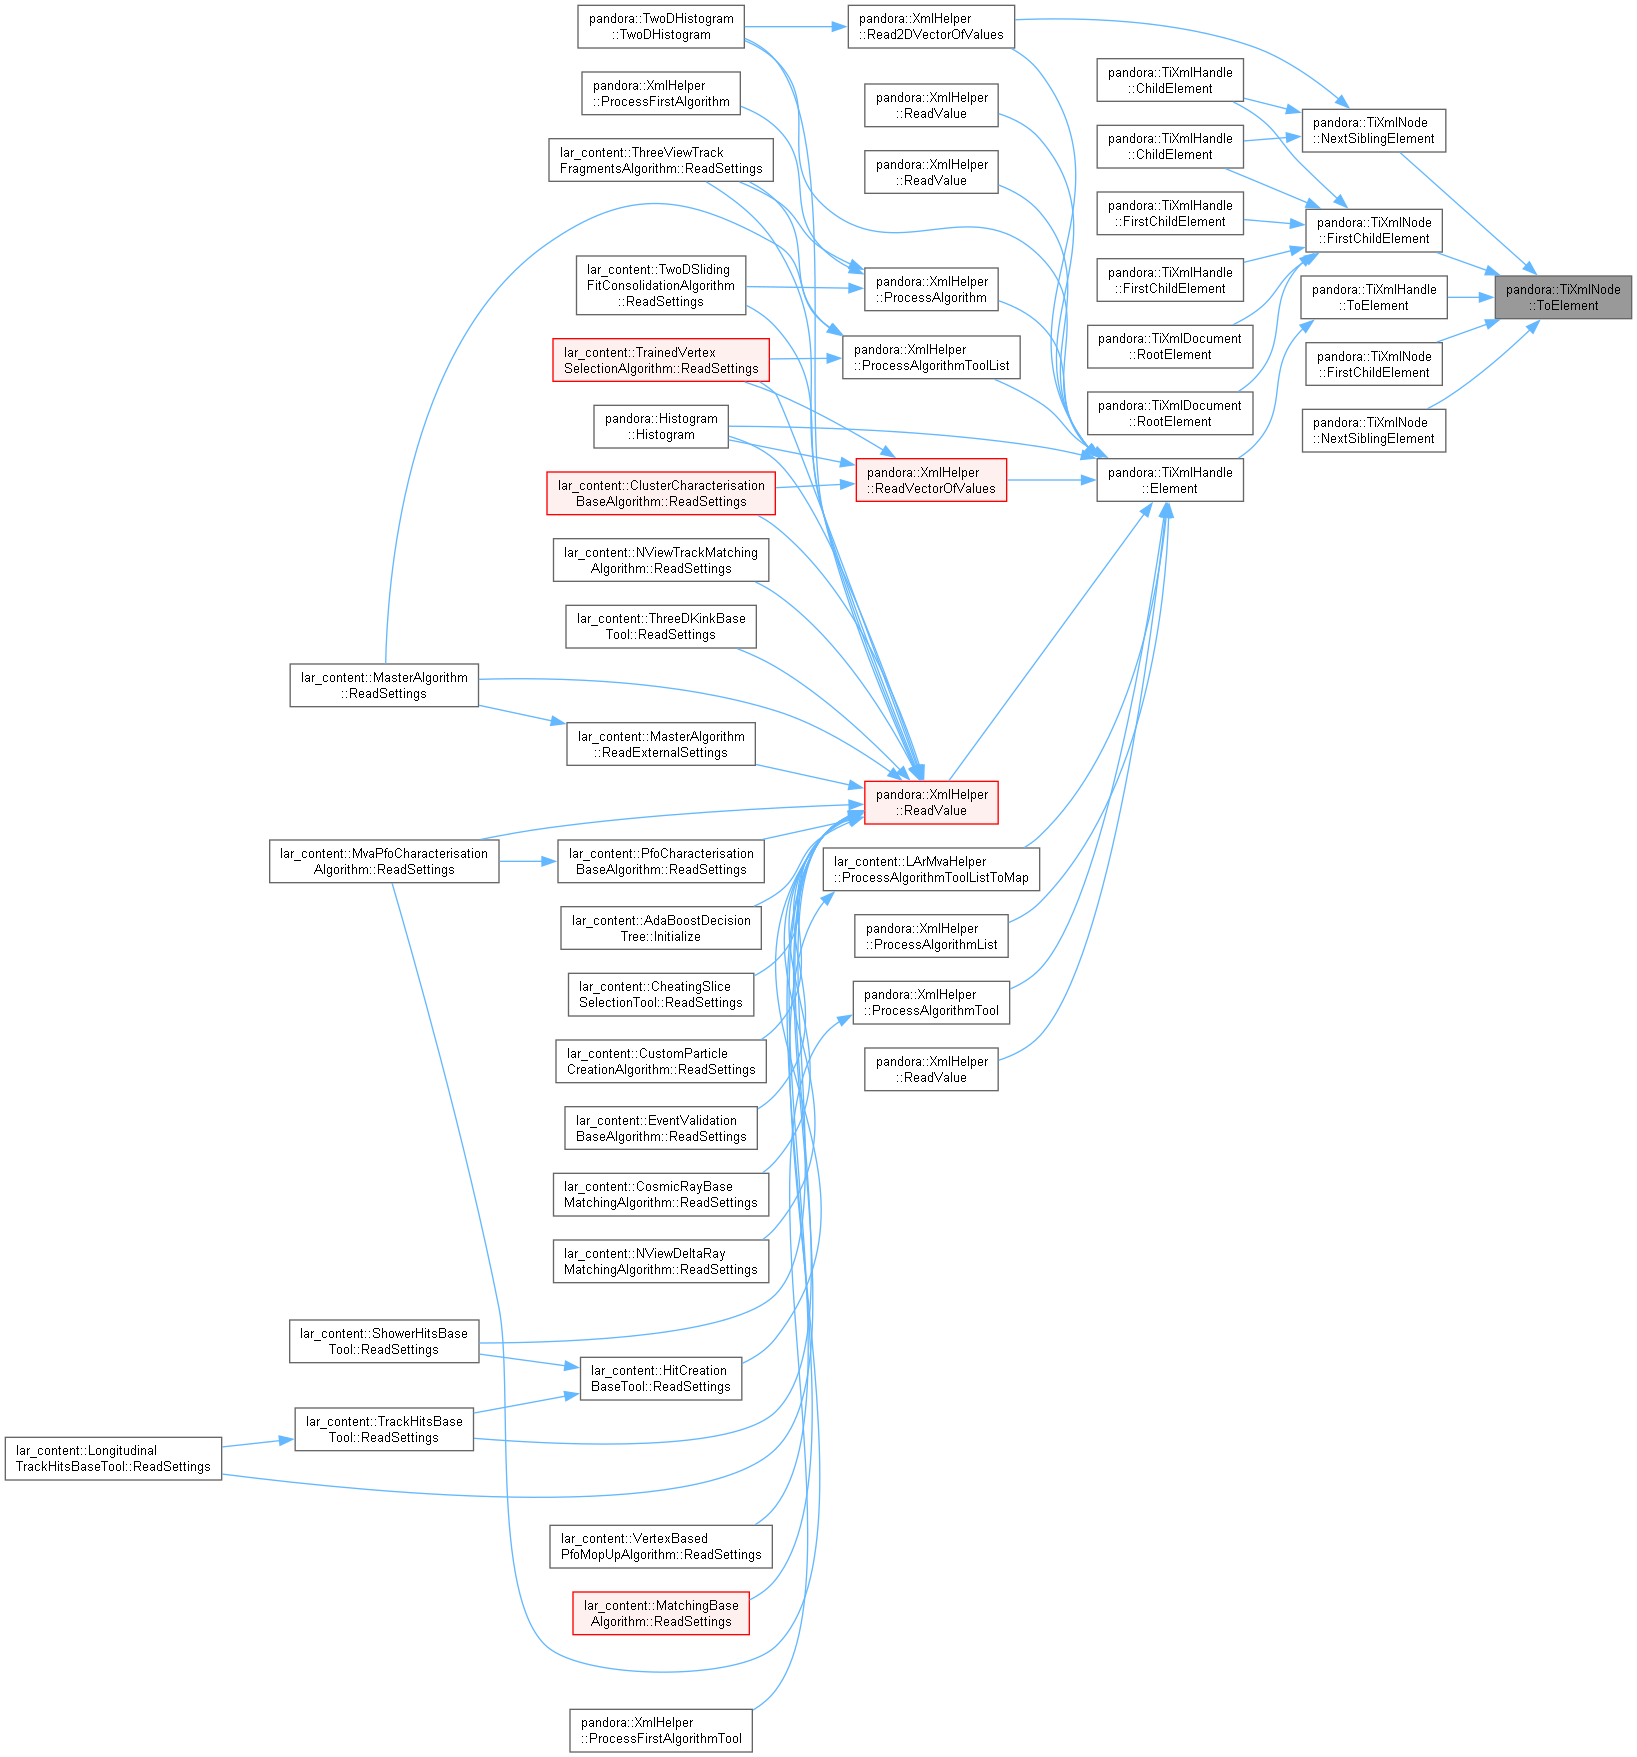 pandora::TwoDHistogram
::TwoDHistogram
pandora::XmlHelper
::ProcessFirstAlgorithm
lar_content::ThreeViewTrack
FragmentsAlgorithm::ReadSettings
lar_content::TwoDSliding
FitConsolidationAlgorithm
::ReadSettings
lar_content::TrainedVertex
SelectionAlgorithm::ReadSettings
pandora::Histogram
::Histogram
lar_content::ClusterCharacterisation
BaseAlgorithm::ReadSettings
lar_content::NViewTrackMatching
Algorithm::ReadSettings
lar_content::ThreeDKinkBase
Tool::ReadSettings
lar_content::MasterAlgorithm
::ReadSettings
lar_content::MasterAlgorithm
::ReadExternalSettings
lar_content::MvaPfoCharacterisation
Algorithm::ReadSettings
lar_content::PfoCharacterisation
BaseAlgorithm::ReadSettings
lar_content::AdaBoostDecision
Tree::Initialize
lar_content::CheatingSlice
SelectionTool::ReadSettings
lar_content::CustomParticle
CreationAlgorithm::ReadSettings
lar_content::EventValidation
BaseAlgorithm::ReadSettings
lar_content::CosmicRayBase
MatchingAlgorithm::ReadSettings
lar_content::NViewDeltaRay
MatchingAlgorithm::ReadSettings
lar_content::ShowerHitsBase
Tool::ReadSettings
lar_content::HitCreation
BaseTool::ReadSettings
lar_content::TrackHitsBase
Tool::ReadSettings
lar_content::Longitudinal
TrackHitsBaseTool::ReadSettings
lar_content::VertexBased
PfoMopUpAlgorithm::ReadSettings
lar_content::MatchingBase
Algorithm::ReadSettings
pandora::XmlHelper
::ProcessFirstAlgorithmTool
pandora::XmlHelper
::Read2DVectorOfValues
pandora::XmlHelper
::ReadValue
pandora::XmlHelper
::ReadValue
pandora::XmlHelper
::ProcessAlgorithm
pandora::XmlHelper
::ProcessAlgorithmToolList
pandora::XmlHelper
::ReadVectorOfValues
pandora::XmlHelper
::ReadValue
lar_content::LArMvaHelper
::ProcessAlgorithmToolListToMap
pandora::XmlHelper
::ProcessAlgorithmList
pandora::XmlHelper
::ProcessAlgorithmTool
pandora::XmlHelper
::ReadValue
pandora::TiXmlHandle
::ChildElement
pandora::TiXmlHandle
::ChildElement
pandora::TiXmlHandle
::FirstChildElement
pandora::TiXmlHandle
::FirstChildElement
pandora::TiXmlDocument
::RootElement
pandora::TiXmlDocument
::RootElement
pandora::TiXmlHandle
::Element
pandora::TiXmlNode
::NextSiblingElement
pandora::TiXmlNode
::FirstChildElement
pandora::TiXmlHandle
::ToElement
pandora::TiXmlNode
::FirstChildElement
pandora::TiXmlNode
::NextSiblingElement
pandora::TiXmlNode
::ToElement